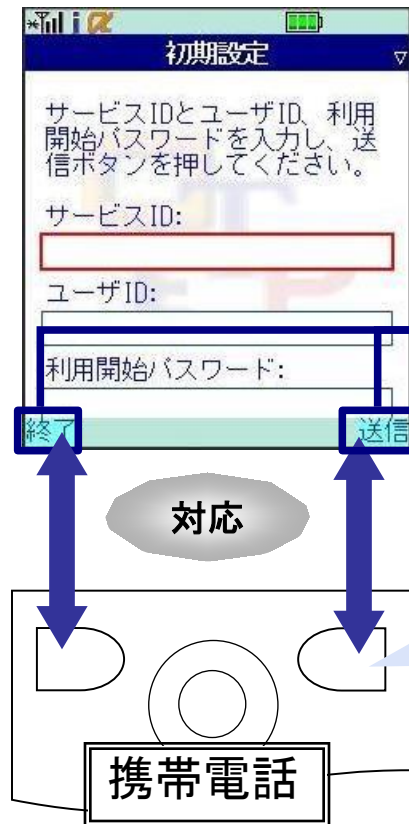 初期設定
サービスIDとユーザID、利用
開始パスワードを入力し、送
信ボタンを押してください。
サービスID:
ユーザID:
利用開始パスワード:
終了
送信
対応
携帯電話